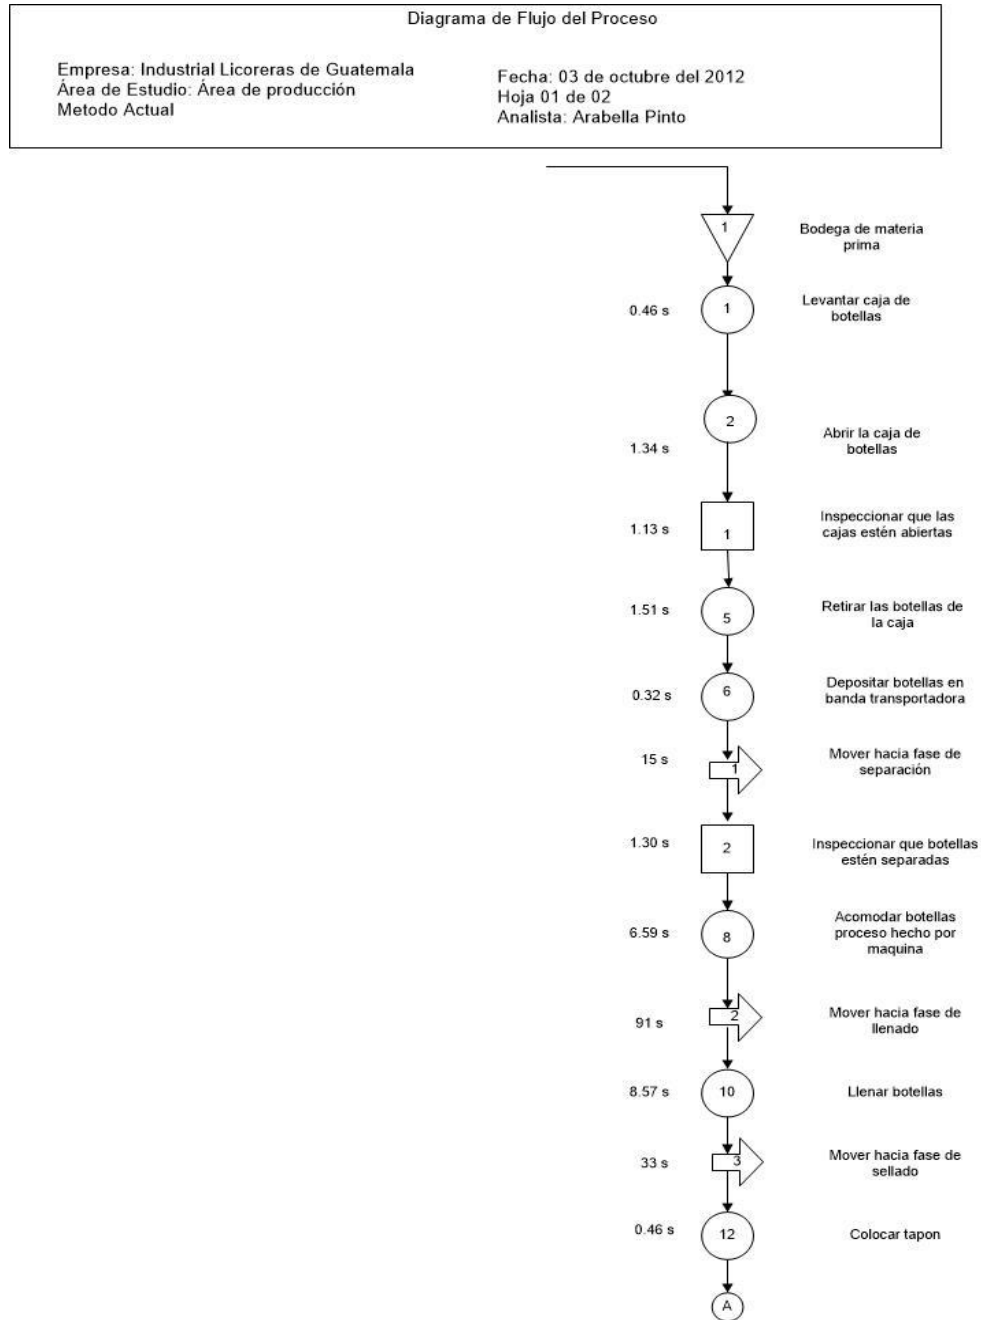 Diagrama de Flujo del Proceso
Empresa: Industrial Licoreras de Guatemala
Área de Estudio: Área de producción
Metodo Actual
Fecha: 03 de octubre del 2012
Hoja 01 de 02
Analista: Arabella Pinto
1
Bodega de materia
prima
0.46 s
1
Levantar caja de
botellas
1.34 s
2
Abrir la caja de
botellas
1.13 s
1
Inspeccionar que las
cajas estén abiertas
1.51 s
5
Retirar las botellas de
la caja
0.32 s
6
Depositar botellas en
banda transportadora
15 s
1
Mover hacia fase de
separación
1.30 s
2
Inspeccionar que botellas
estén separadas
6.59 s
8
Acomodar botellas
proceso hecho por
maquina
91 s
2
Mover hacia fase de
llenado
8.57 s
10
Llenar botellas
33 s
3
Mover hacia fase de
sellado
0.46 s
12
Colocar tapon
A